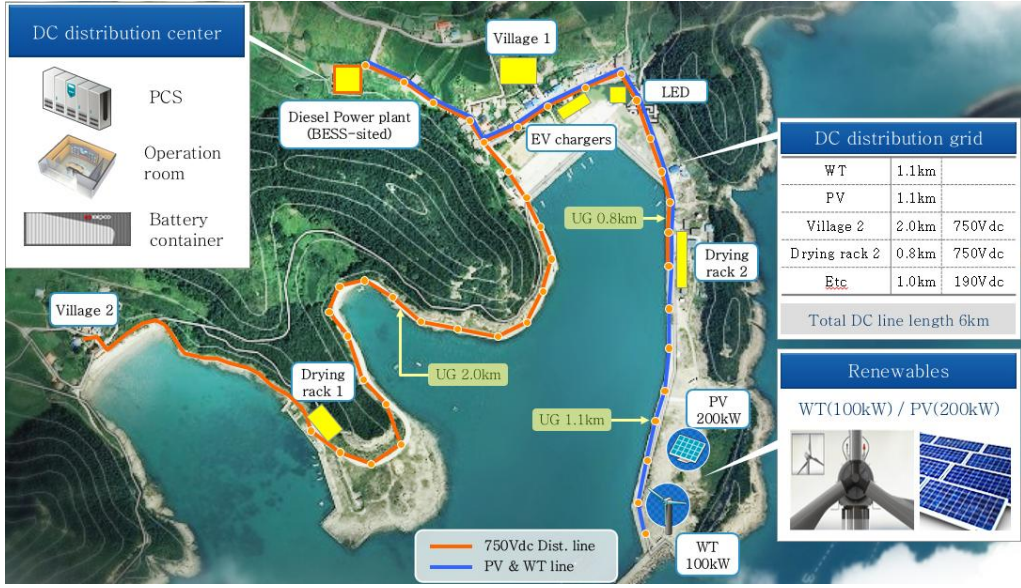 DC distribution center
PCS
Operation
room
Battery
container
Village 1
Diesel Power plant
(BESS-sited)
EV chargers
LED
UG 0.8km
Drying
rack 2
Village 2
Drying
rack 1
UG 2.0km
UG 1.1km
PV
200kW
WT
100kW
750Vdc Dist. line
PV & WT line
DC distribution grid
WT 1.1km
PV 1.1km
Village 2 2.0km 750Vdc
Drying rack 2 0.8km 750Vdc
Etc 1.0km 190Vdc
Total DC line length 6km
Renewables
WT(100kW) / PV(200kW)